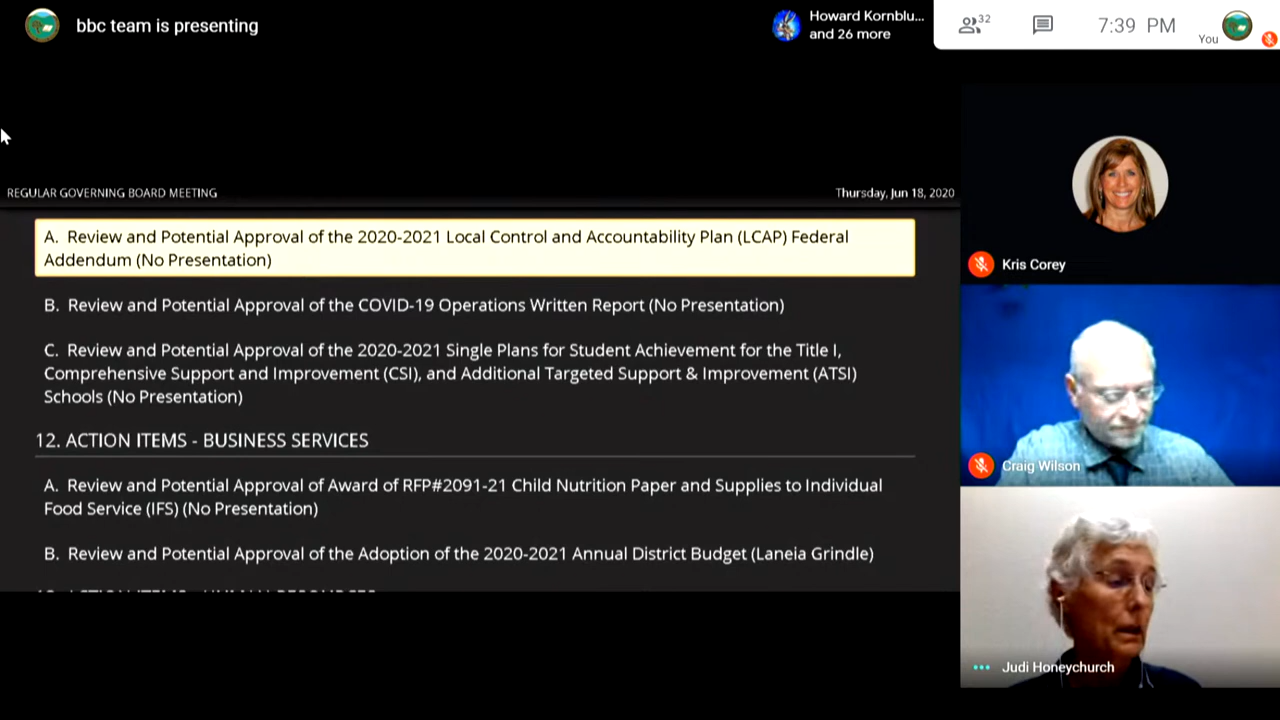 bbc team is presenting
Howard Kornblu...
and 26 more
32
7:39 PM
You
REGULAR GOVERNING BOARD MEETING
Thursday, Jun 18, 2020
A. Review and Potential Approval of the 2020-2021 Local Control and Accountability Plan (LCAP) Federal
Addendum (No Presentation)
B. Review and Potential Approval of the COVID-19 Operations Written Report (No Presentation)
C. Review and Potential Approval of the 2020-2021 Single Plans for Student Achievement for the Title I,
Comprehensive Support and Improvement (CSI), and Additional Targeted Support & Improvement (ATSI)
Schools (No Presentation)
12. ACTION ITEMS - BUSINESS SERVICES
A. Review and Potential Approval of Award of RFP#2091-21 Child Nutrition Paper and Supplies to Individual
Food Service (IFS) (No Presentation)
B. Review and Potential Approval of the Adoption of the 2020-2021 Annual District Budget (Laneia Grindle)
Kris Corey
Craig Wilson
Judi Honeychurch